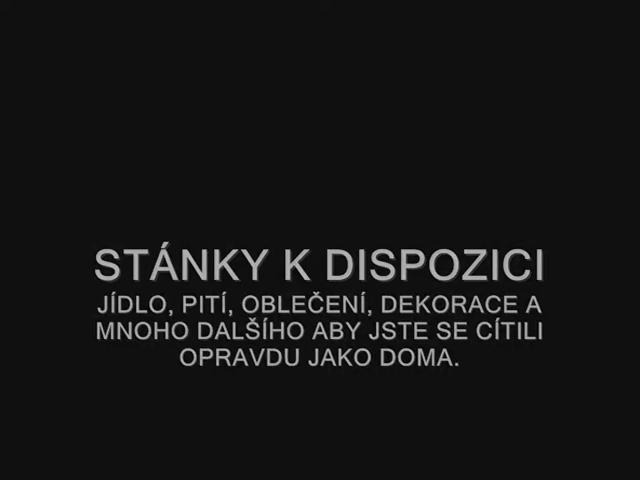 STÁNKY K DISPOZICI
JÍDLO, PITÍ, OBLEČENÍ, DEKORACE A
MNOHO DALŠÍHO ABY JSTE SE CÍTILI
OPRAVDU JAKO DOMA.